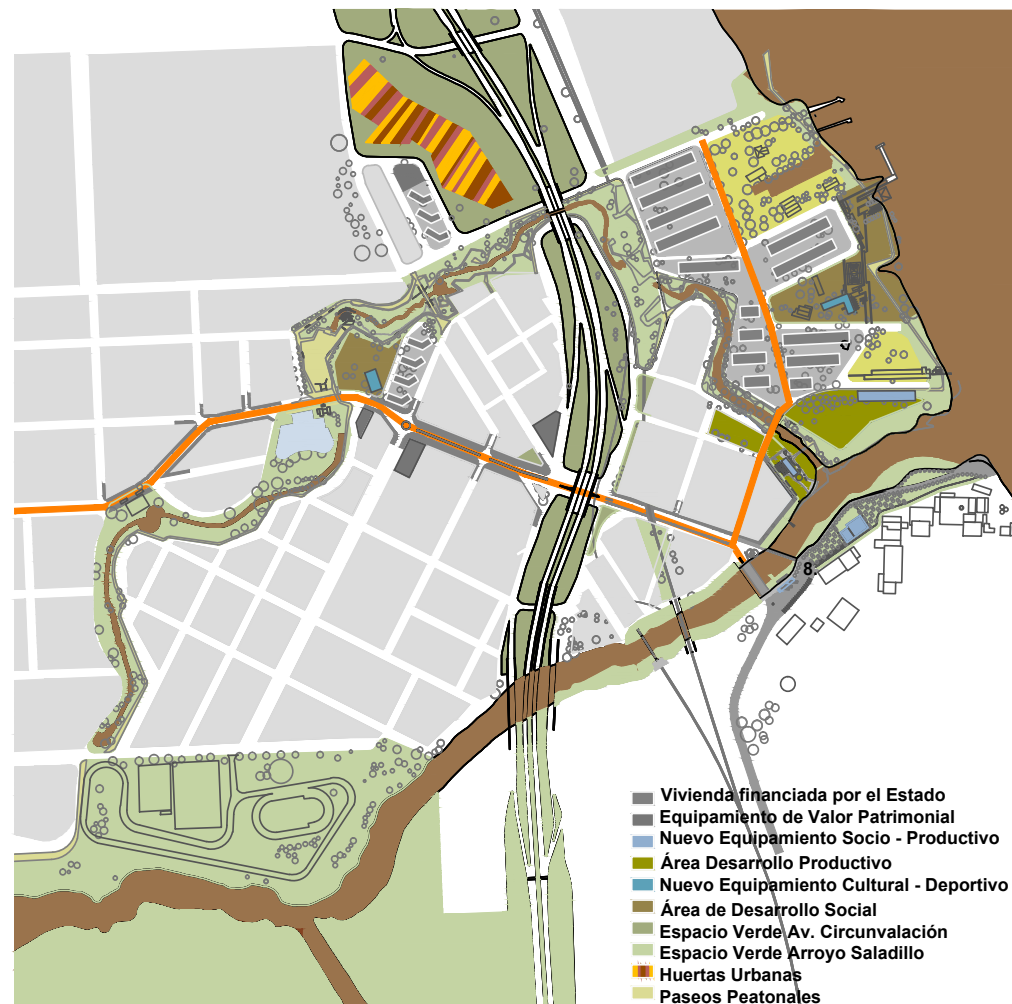 8.
Vivienda financiada por el Estado
Equipamiento de Valor Patrimonial
Nuevo Equipamiento Socio - Productivo
Área Desarrollo Productivo
Nuevo Equipamiento Cultural - Deportivo
Área de Desarrollo Social
Espacio Verde Av. Circunvalación
Espacio Verde Arroyo Saladillo
Huertas Urbanas
Paseos Peatonales